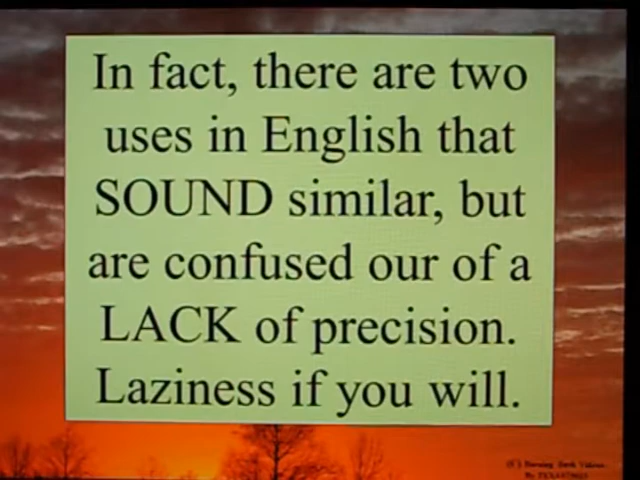 In fact, there are two
uses in English that
SOUND similar, but
are confused our of a
LACK of precision.
Laziness if you will.